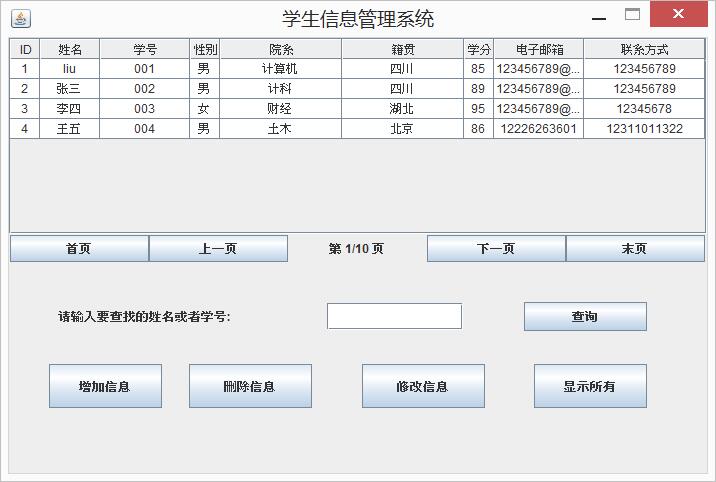 学生信息管理系统
ID 姓名 学号 性别 院系 籍贯 学分 电子邮箱 联系方式
1 liu 001 男 计算机 四川 85 123456789@... 123456789
2 张三 002 男 计科 四川 89 123456789@... 123456789
3 李四 003 女 财经 湖北 95 123456789@... 12345678
4 王五 004 男 土木 北京 86 12226263601 12311011322
首页 上一页 第 1/10 页 下一页 末页
请输入要查找的姓名或者学号: 查询
增加信息 删除信息 修改信息 显示所有